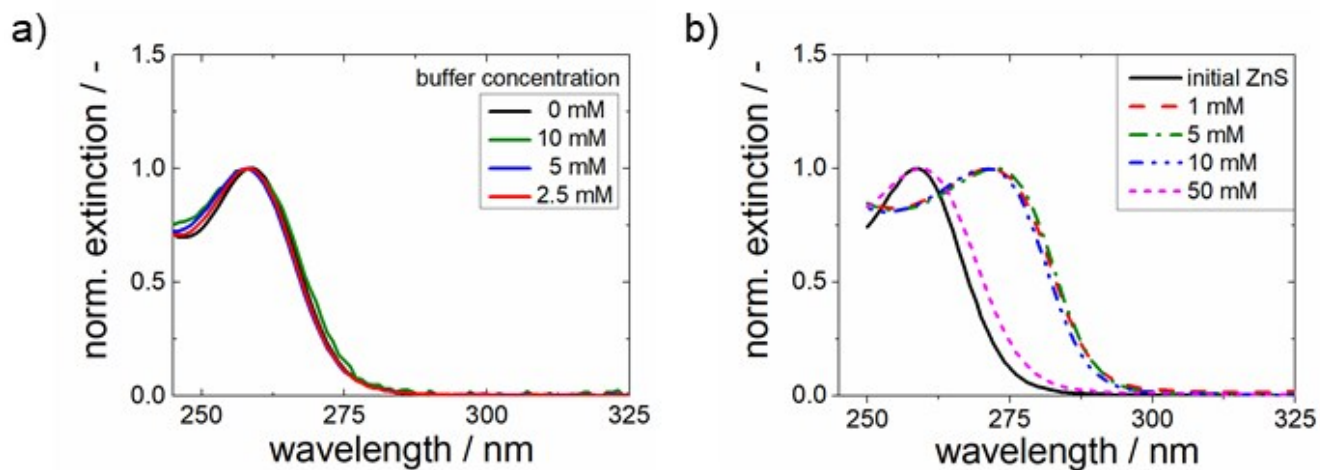 a)
norm. extinction / -
1.5
1.0
0.5
0.0
buffer concentration
0 mM
10 mM
5 mM
2.5 mM
250
275
300
325
wavelength / nm
b)
norm. extinction / -
1.5
1.0
0.5
0.0
initial ZnS
1 mM
5 mM
10 mM
50 mM
250
275
300
325
wavelength / nm